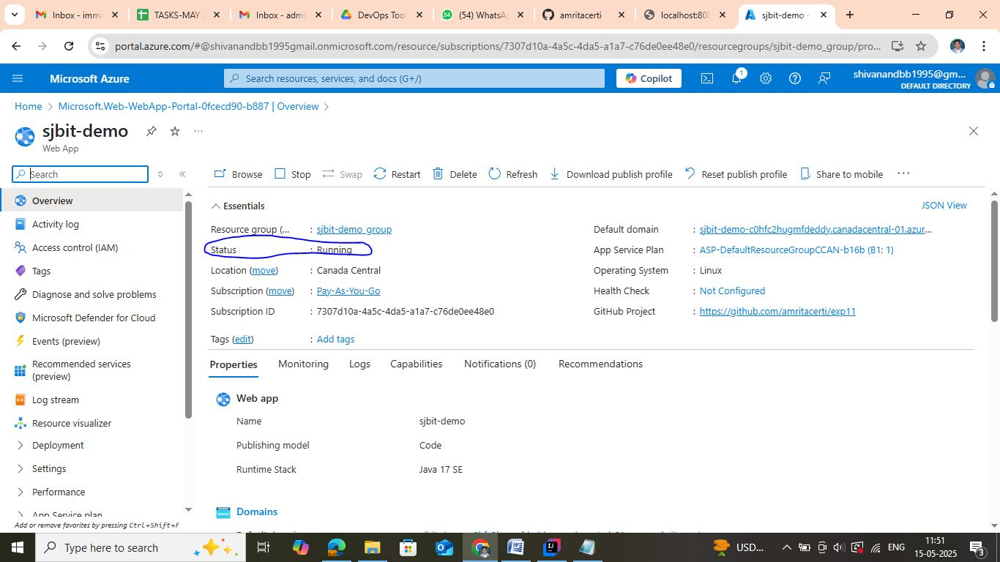 Inbox - imma
TASKS-MAY
Inbox - admi
DevOps Tool
(54) WhatsA
amritacerti
localhost:808
sjbit-demo -
portal.azure.com/#@shivanandbb1995gmail.onmicrosoft.com/resource/subscriptions/7307d10a-4a5c-4da5-a1a7-c76de0ee48e0/resourcegroups/sjbit-demo_group/pro...
Microsoft Azure
Search resources, services, and docs (G+/)
Copilot
1
shivanandbb1995@gm...
DEFAULT DIRECTORY
Home > Microsoft.Web-WebApp-Portal-0fcecd90-b887 | Overview >
sjbit-demo
Web App
Search
Browse Stop Swap Restart Delete Refresh Download publish profile Reset publish profile Share to mobile
Overview
Activity log
Access control (IAM)
Tags
Diagnose and solve problems
Microsoft Defender for Cloud
Events (preview)
Recommended services
(preview)
Log stream
Resource visualizer
Deployment
Settings
Performance
App Service plan
Add or remove favorites by pressing Ctrl+Shift+F
Essentials
JSON View
Resource group (... : sjbit-demo_group
Status : Running
Location (move) : Canada Central
Subscription (move) : Pay-As-You-Go
Subscription ID : 7307d10a-4a5c-4da5-a1a7-c76de0ee48e0
Tags (edit) : Add tags
Default domain : sjbit-demo-c0hfc2hugmfdeddy.canadacentral-01.azur...
App Service Plan : ASP-DefaultResourceGroupCCAN-b16b (B1: 1)
Operating System : Linux
Health Check : Not Configured
GitHub Project : https://github.com/amritacerti/exp11
Properties Monitoring Logs Capabilities Notifications (0) Recommendations
Web app
Name sjbit-demo
Publishing model Code
Runtime Stack Java 17 SE
Domains
Type here to search
USD...
ENG
11:51
15-05-2025
3